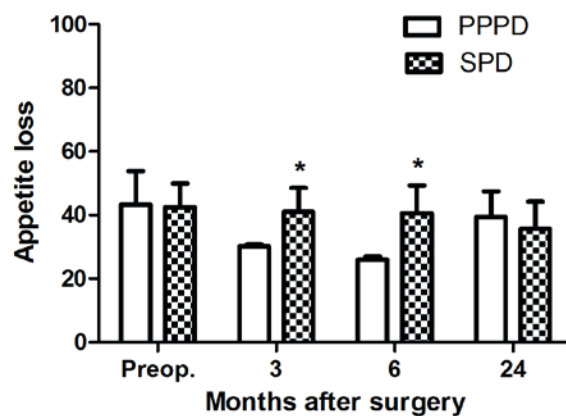 100
80
60
40
20
0
Appetite loss
PPPD
SPD
* *
Preop. 3 6 24
Months after surgery